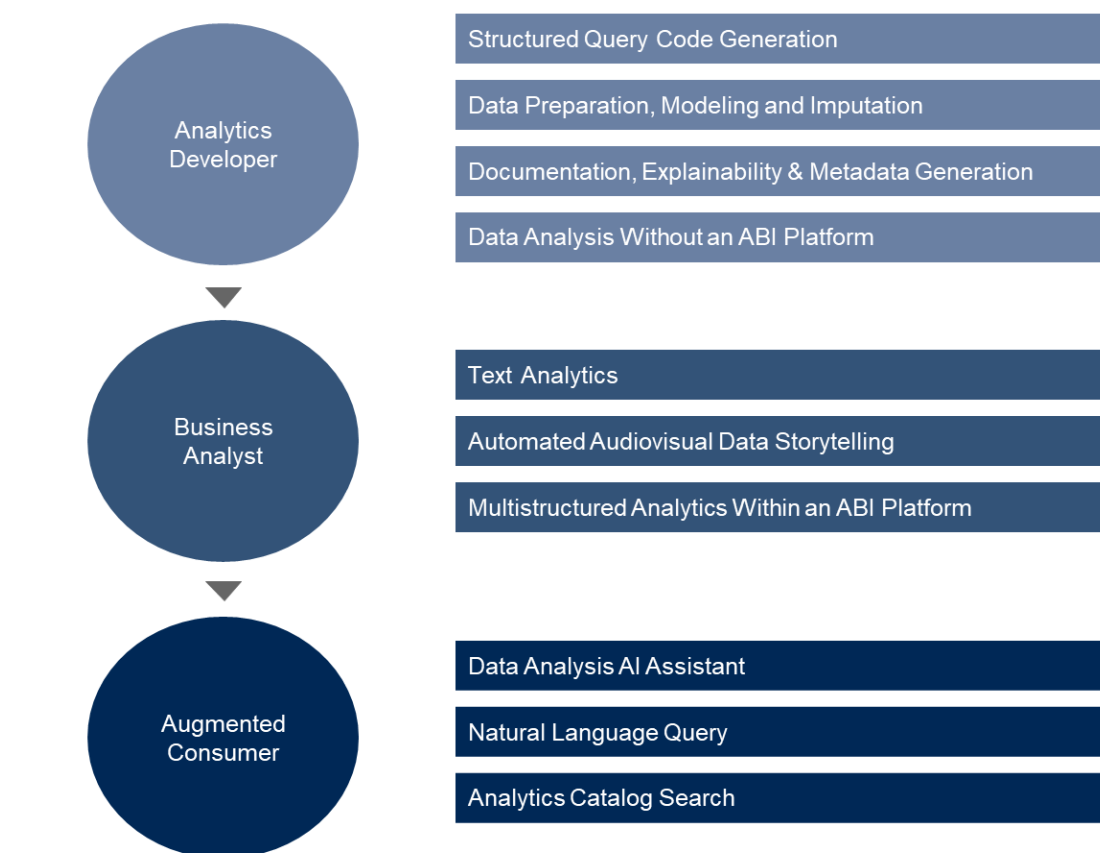 Analytics
Developer
Structured Query Code Generation
Data Preparation, Modeling and Imputation
Documentation, Explainability & Metadata Generation
Data Analysis Without an ABI Platform
Business
Analyst
Text Analytics
Automated Audiovisual Data Storytelling
Multistructured Analytics Within an ABI Platform
Augmented
Consumer
Data Analysis AI Assistant
Natural Language Query
Analytics Catalog Search